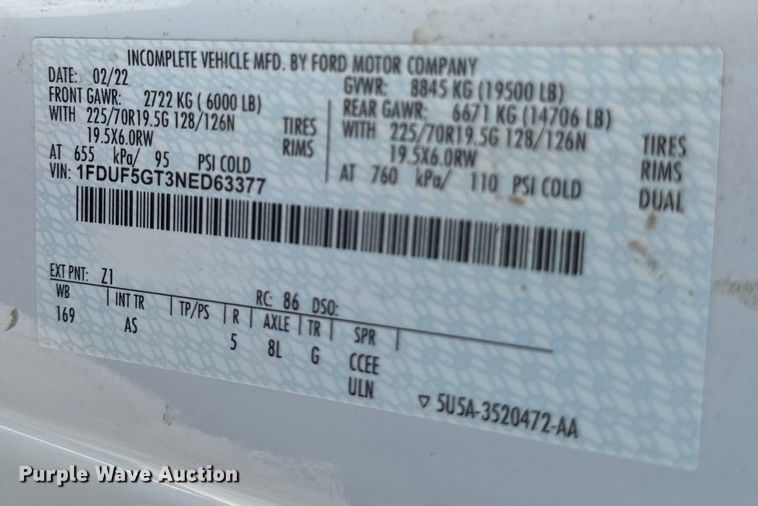 INCOMPLETE VEHICLE MFD. BY FORD MOTOR COMPANY
DATE: 02/22 GVWR: 8845 KG (19500 LB)
FRONT GAWR: 2722 KG ( 6000 LB) REAR GAWR: 6671 KG (14706 LB)
WITH 225/70R19.5G 128/126N TIRES WITH 225/70R19.5G 128/126N TIRES
19.5X6.0RW RIMS 19.5X6.0RW RIMS
AT 655 kPa/ 95 PSI COLD AT 760 kPa/ 110 PSI COLD DUAL
VIN: 1FDUF5GT3NED63377
EXT PNT: Z1 RC: 86 DSO:
WB | INT TR | TP/PS | R | AXLE | TR | SPR |
169 AS 5 8L G CCEE
ULN
▽ 5U5A-3520472-AA
Purple Wave Auction